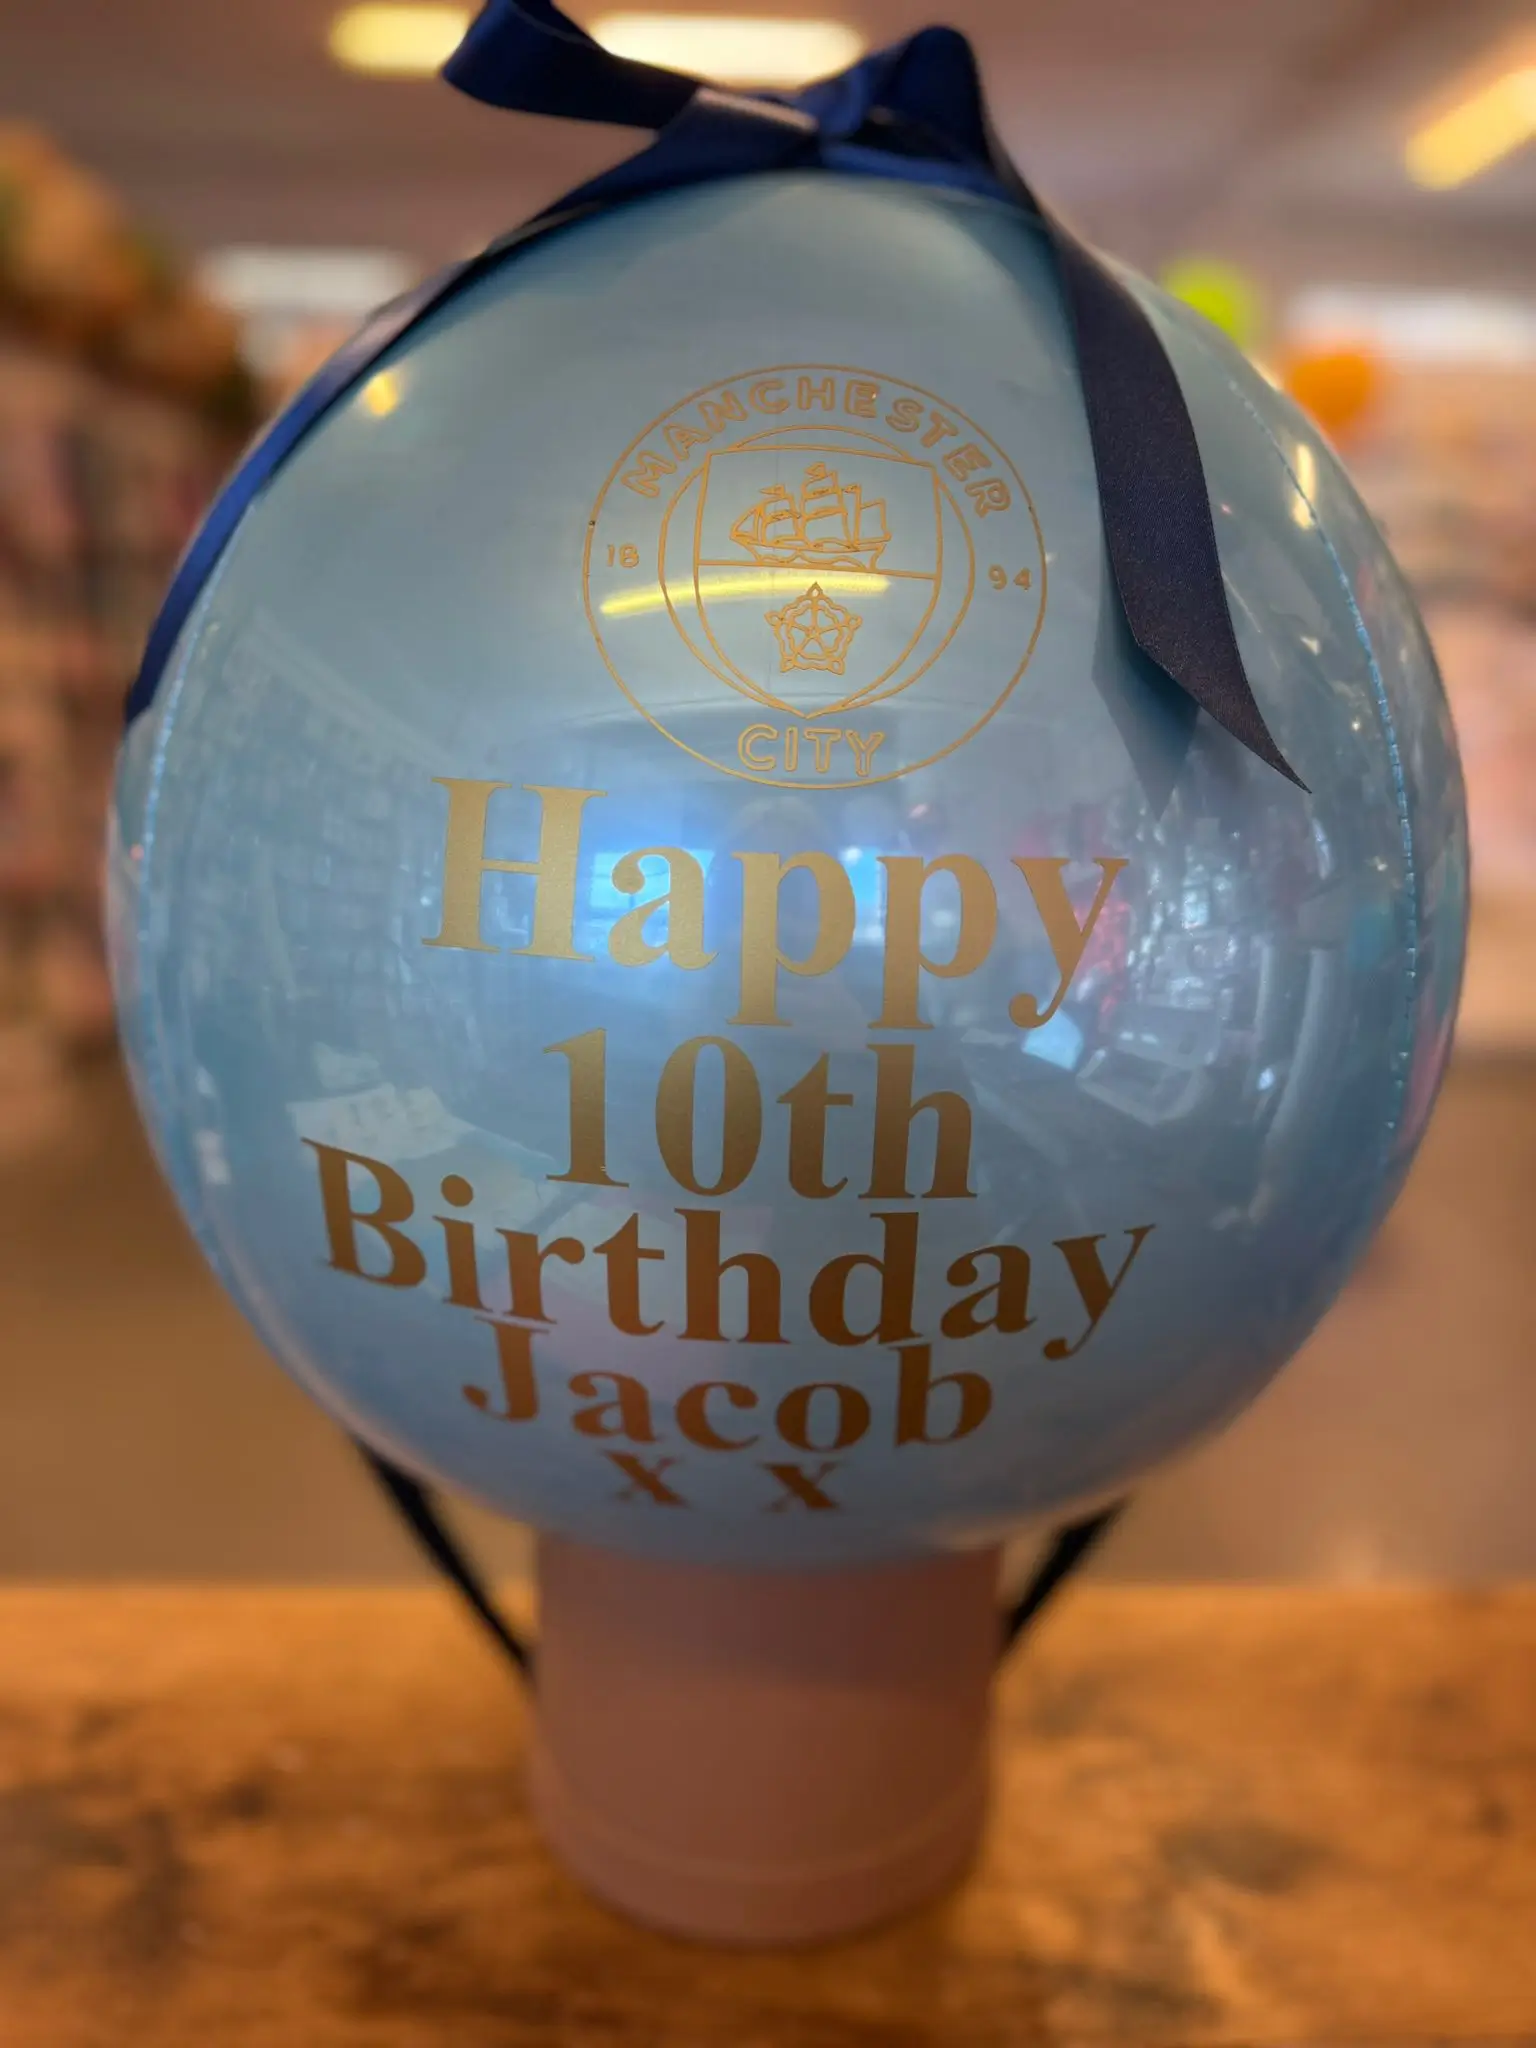 MANCHESTER
18 94
CITY
Happy
10th
Birthday
Jacob
x x